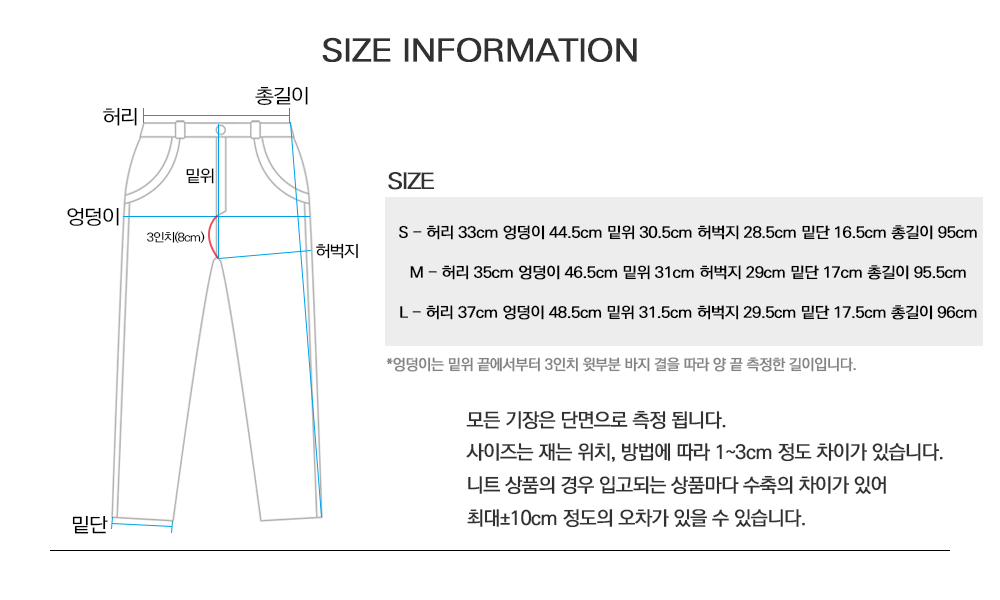 SIZE INFORMATION
총길이
허리
밑위
엉덩이
3인치(8cm)
허벅지
밑단
SIZE
S - 허리 33cm 엉덩이 44.5cm 밑위 30.5cm 허벅지 28.5cm 밑단 16.5cm 총길이 95cm
M - 허리 35cm 엉덩이 46.5cm 밑위 31cm 허벅지 29cm 밑단 17cm 총길이 95.5cm
L - 허리 37cm 엉덩이 48.5cm 밑위 31.5cm 허벅지 29.5cm 밑단 17.5cm 총길이 96cm
*엉덩이는 밑위 끝에서부터 3인치 윗부분 바지 결을 따라 양 끝 측정한 길이입니다.
모든 기장은 단면으로 측정 됩니다.
사이즈는 재는 위치, 방법에 따라 1~3cm 정도 차이가 있습니다.
니트 상품의 경우 입고되는 상품마다 수축의 차이가 있어
최대±10cm 정도의 오차가 있을 수 있습니다.